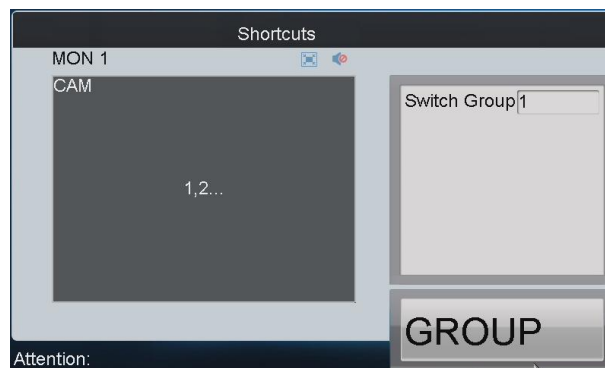 Shortcuts
MON 1
CAM
1,2...
Switch Group 1
GROUP
Attention: